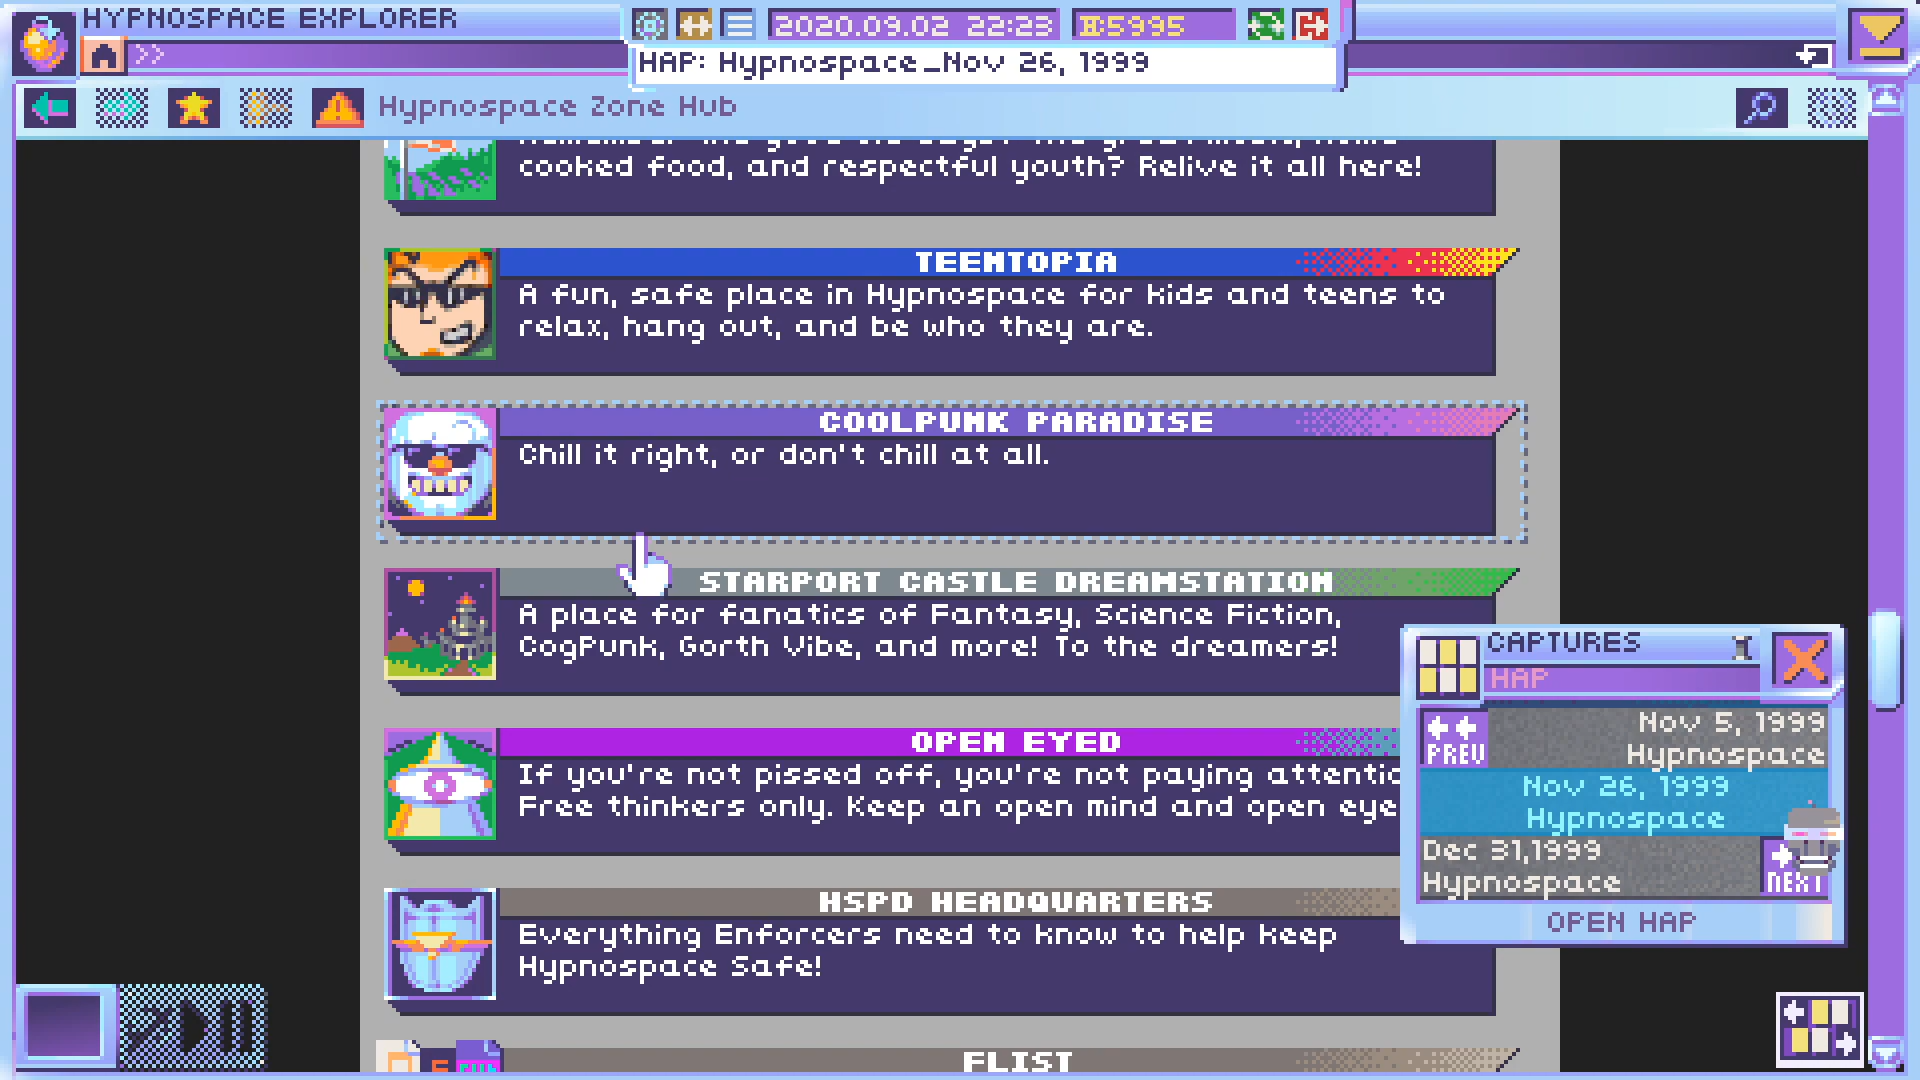 HYPNOSPACE EXPLORER
2020.09.02 22:23
5995
>>
HAP: Hypnospace_Nov 26, 1999
Hypnospace Zone Hub
cooked food, and respectful youth? Relive it all here!
TEENTOPIA
A fun, safe place in Hypnospace for kids and teens to
relax, hang out, and be who they are.
COOLPUNK PARADISE
Chill it right, or don't chill at all.
STARPORT CASTLE DREAMSTATION
A place for fanatics of Fantasy, Science Fiction,
CogPunk, Gorth Vibe, and more! To the dreamers!
OPEN EYED
If you're not pissed off, you're not paying attentio
Free thinkers only. Keep an open mind and open eye
HSPD HEADQUARTERS
Everything Enforcers need to know to help keep
Hypnospace Safe!
FLIST
CAPTURES
HAP
PREV
Nov 5, 1999
Hypnospace
Nov 26, 1999
Hypnospace
Dec 31,1999
Hypnospace
NEXT
OPEN HAP